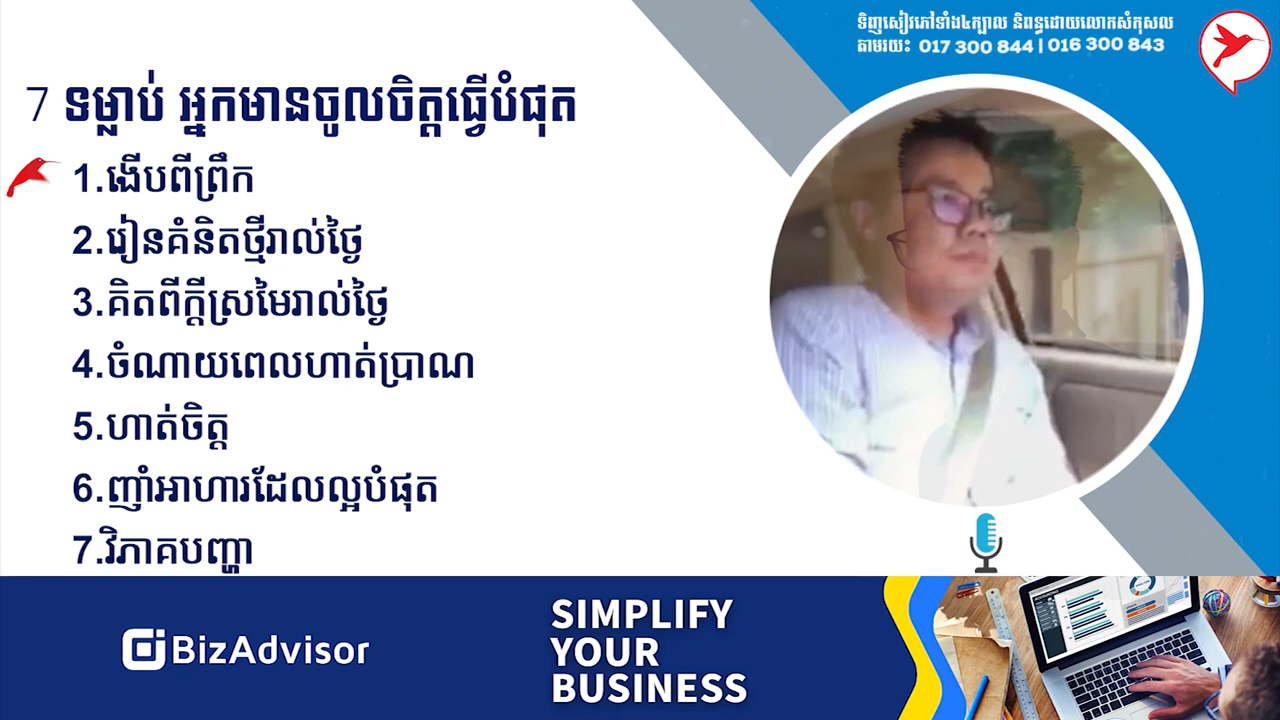 ទិញសៀវភៅទាំង៤ក្បាល និពន្ធដោយលោកសំកុសល
តាមរយៈ 017 300 844 | 016 300 843
7 ទម្លាប់ អ្នកមានចូលចិត្តធ្វើបំផុត
1.ងើបពីព្រឹក
2.រៀនគំនិតថ្មីរាល់ថ្ងៃ
3.គិតពីក្តីស្រមៃរាល់ថ្ងៃ
4.ចំណាយពេលហាត់ប្រាណ
5.ហាត់ចិត្ត
6.ញ៉ាំអាហារដែលល្អបំផុត
7.វិភាគបញ្ហា
BizAdvisor
SIMPLIFY
YOUR
BUSINESS